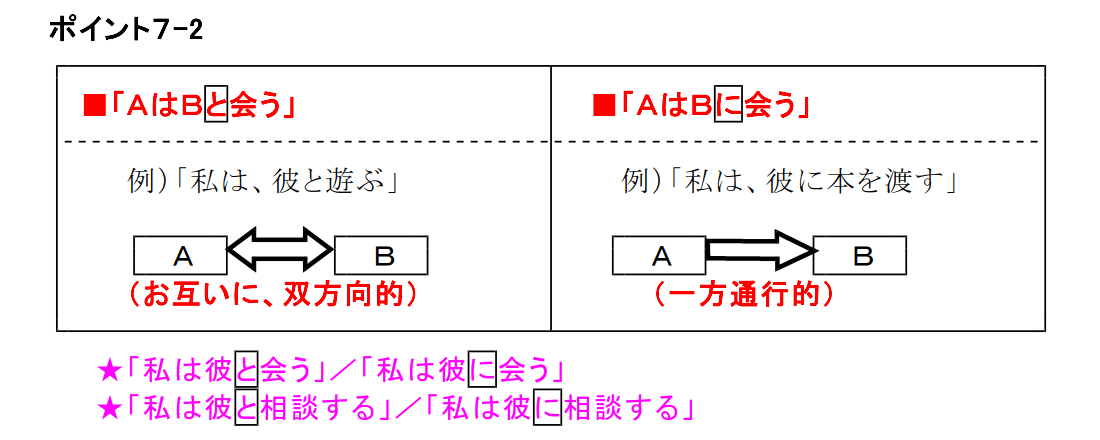 ポイント7-2
■「AはBと会う」
例)「私は、彼と遊ぶ」
A B
(お互いに、双方向的)
■「AはBに会う」
例)「私は、彼に本を渡す」
A B
(一方通行的)
★「私は彼と会う」/「私は彼に会う」
★「私は彼と相談する」/「私は彼に相談する」